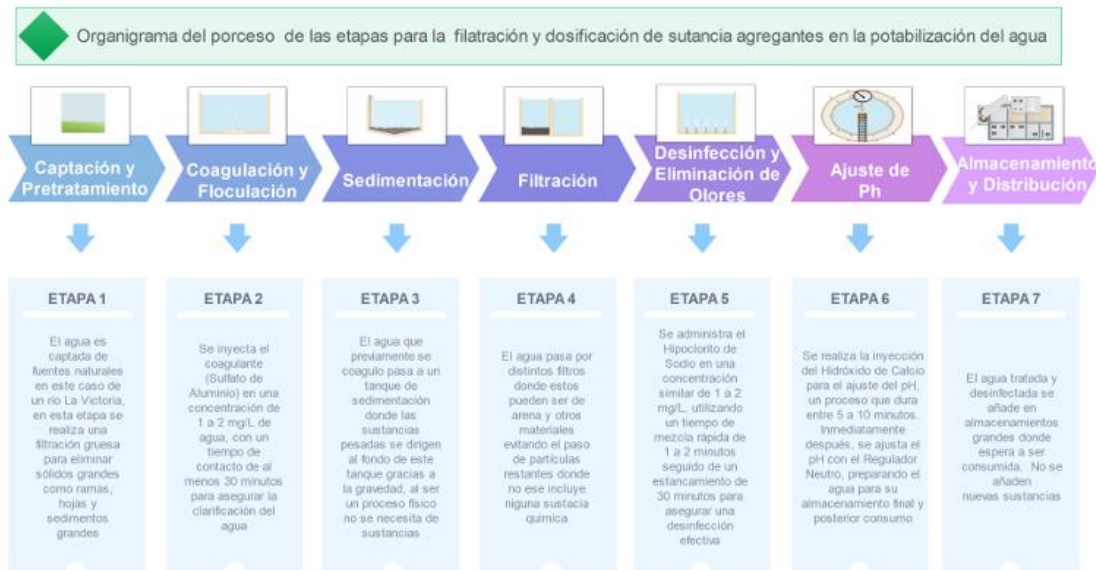 Organigrama del porceso de las etapas para la filatración y dosificación de sutancia agregantes en la potabilización del agua
Captación y
Pretratamiento
Coagulación y
Floculación
Sedimentación
Filtración
Desinfección y
Eliminación de
Olores
Ajuste de
Ph
Almacenamiento
y Distribución
ETAPA 1
El agua es
captada de
fuentes naturales
en este caso de
un río La Victoria,
en esta etapa se
realiza una
filtración gruesa
para eliminar
sólidos grandes
como ramas,
hojas y
sedimentos
grandes
ETAPA 2
Se inyecta el
coagulante
(Sulfato de
Aluminio) en una
concentración de
1 a 2 mg/L de
agua, con un
tiempo de
contacto de al
menos 30 minutos
para asegurar la
clarificación del
agua
ETAPA 3
El agua que
previamente se
coagulo pasa a un
tanque de
sedimentación
donde las
sustancias
pesadas se dirigen
al fondo de este
tanque gracias a
la gravedad, al ser
un proceso físico
no se necesita de
sustancias
ETAPA 4
El agua pasa por
distintos filtros
donde estos
pueden ser de
arena y otros
materiales
evitando el paso
de partículas
restantes donde
no ese incluye
niguna sustacia
quimica
ETAPA 5
Se administra el
Hipoclorito de
Sodio en una
concentración
similar de 1 a 2
mg/L, utilizando
un tiempo de
mezcla rápida de
1 a 2 minutos
seguido de un
estancamiento de
30 minutos para
asegurar una
desinfección
efectiva
ETAPA 6
Se realiza la inyección
del Hidróxido de Calcio
para el ajuste del pH,
un proceso que dura
entre 5 a 10 minutos.
Inmediatamente
después, se ajusta el
pH con el Regulador
Neutro, preparando el
agua para su
almacenamiento final y
posterior consumo
ETAPA 7
El agua tratada y
desinfectada se
añade en
almacenamientos
grandes donde
espera a ser
consumida. No se
añaden
nuevas sustancias